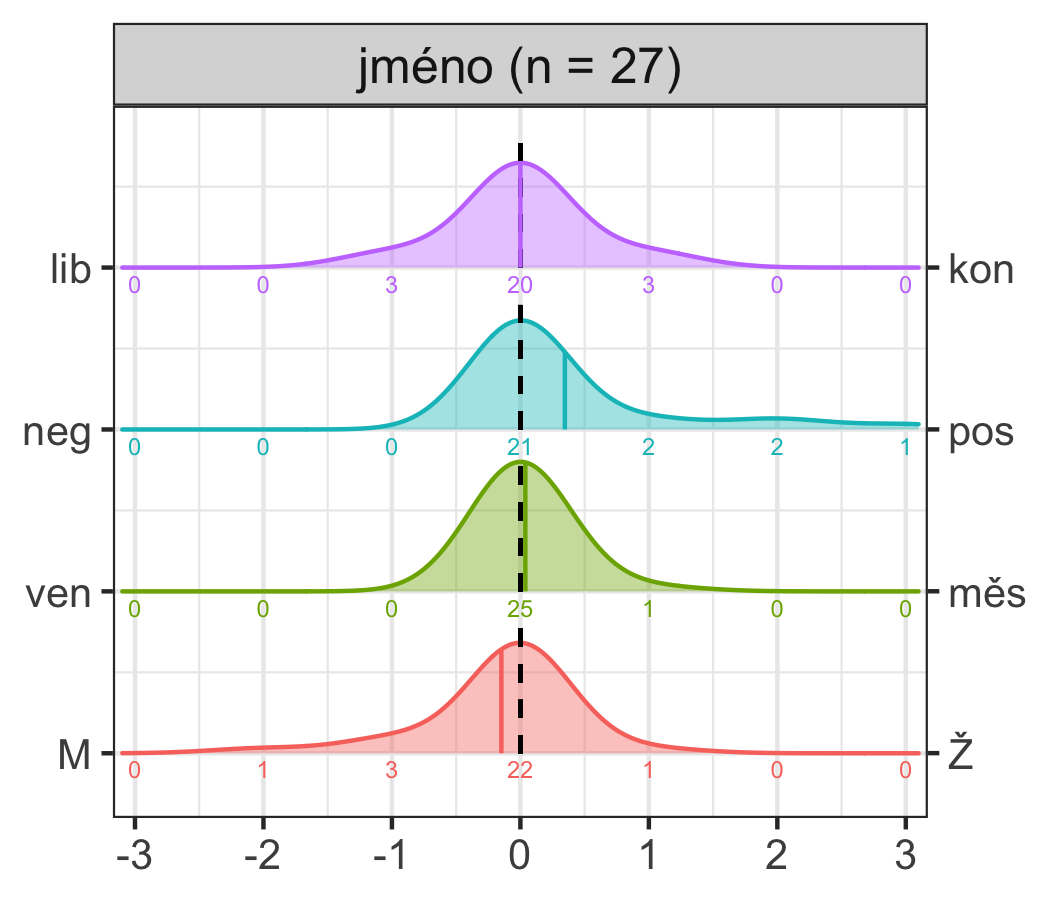 jméno (n = 27)
lib kon
0 0 3 20 3 0 0
neg pos
0 0 0 21 2 2 1
ven měs
0 0 0 25 1 0 0
M Ž
0 1 3 22 1 0 0
-3 -2 -1 0 1 2 3